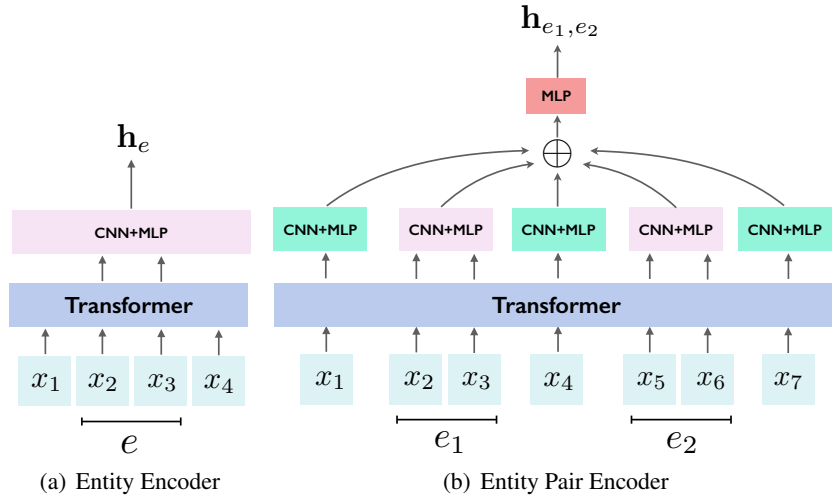 h_{e_1,e_2}
MLP
h_e
CNN+MLP
CNN+MLP CNN+MLP CNN+MLP CNN+MLP CNN+MLP
Transformer
Transformer
x_1 x_2 x_3 x_4
x_1 x_2 x_3 x_4 x_5 x_6 x_7
e
e_1 e_2
(a) Entity Encoder
(b) Entity Pair Encoder